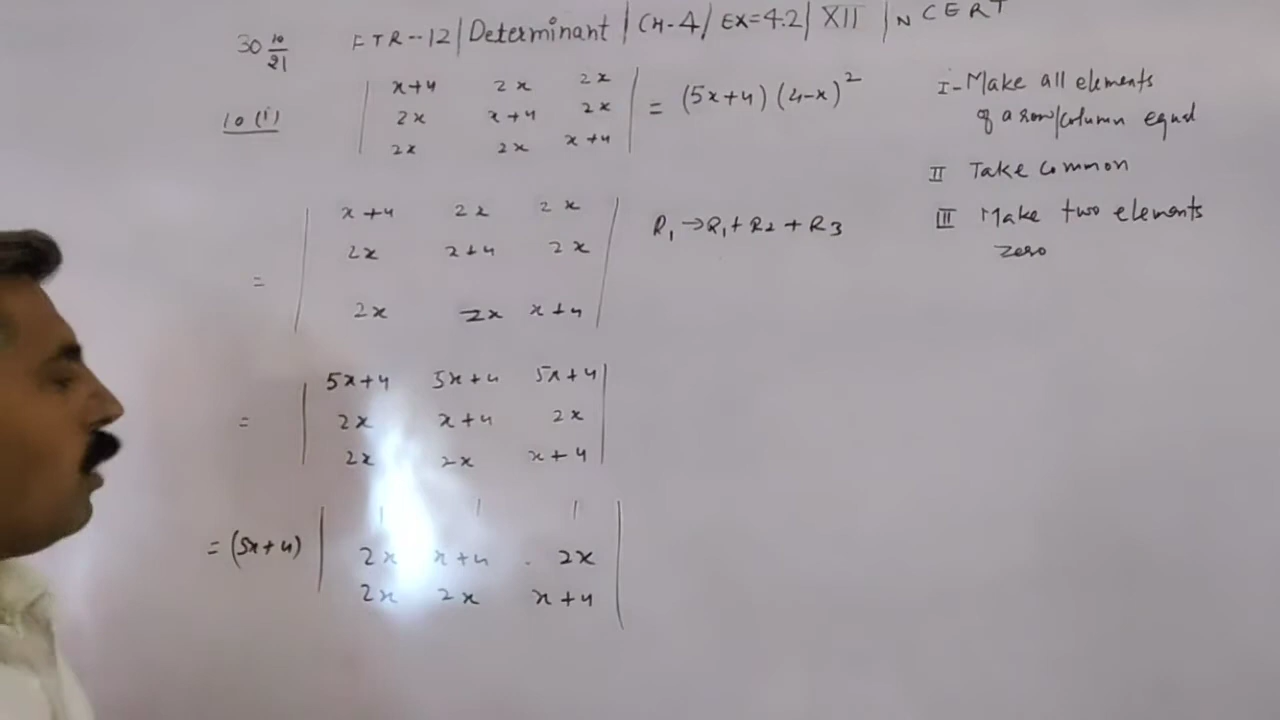 30 10/21 FTR-12 | Determinant | CH-4 / EX=4.2 | XII | NCERT
10 (i)
| x+4 2x 2x |
| 2x x+4 2x | = (5x+4) (4-x)²
| 2x 2x x+4 |
I - Make all elements
of a row/column equal
II Take Common
III Make two elements
zero
| x+4 2x 2x | R₁ → R₁ + R₂ + R₃
| 2x x+4 2x |
=
| 2x 2x x+4 |
| 5x+4 5x+4 5x+4 |
= | 2x x+4 2x |
| 2x 2x x+4 |
| 1 1 1 |
= (5x+4) | 2x x+4 . 2x |
| 2x 2x x+4 |